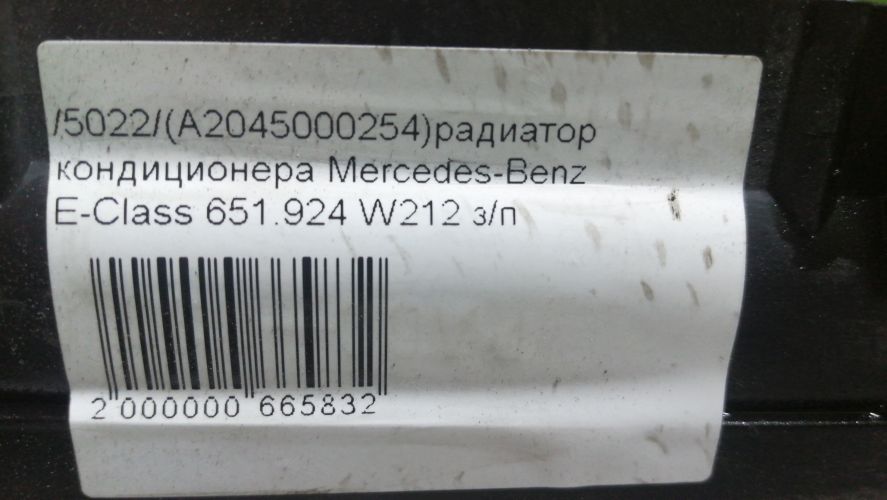 /5022/(A2045000254)радиатор
кондиционера Mercedes-Benz
E-Class 651.924 W212 з/п
2 000000 665832